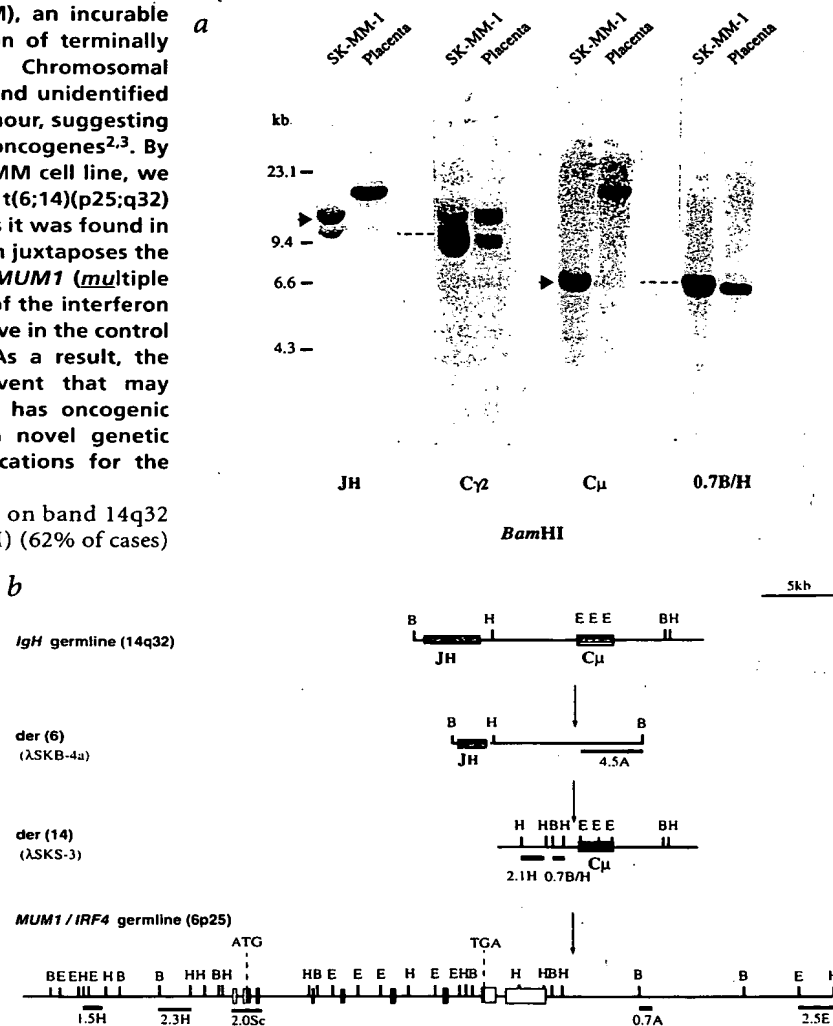 M), an incurable
on of terminally
Chromosomal
nd unidentified
mour, suggesting
oncogenes2,3. By
MM cell line, we
t(6;14)(p25;q32)
s it was found in
n juxtaposes the
MUM1 (multiple
of the interferon
ve in the control
As a result, the
vent that may
has oncogenic
novel genetic
cations for the
on band 14q32
) (62% of cases)
a
SK-MM-1 Placenta SK-MM-1 Placenta SK-MM-1 Placenta SK-MM-1 Placenta
kb
23.1
9.4
6.6
4.3
JH Cγ2 Cμ 0.7B/H
BamHI
b
5kb
B H E E E BH
IgH germline (14q32)
JH Cμ
B H B
der (6)
(λSKB-4a)
JH 4.5A
H HBH E E E BH
der (14)
(λSKS-3)
Cμ
2.1H 0.7B/H
MUM1 / IRF4 germline (6p25)
ATG TGA
BE EHE H B B HH BH HB E E E H E EHB H HB H B B E H
1.5H 2.3H 2.0Sc 0.7A 2.5E